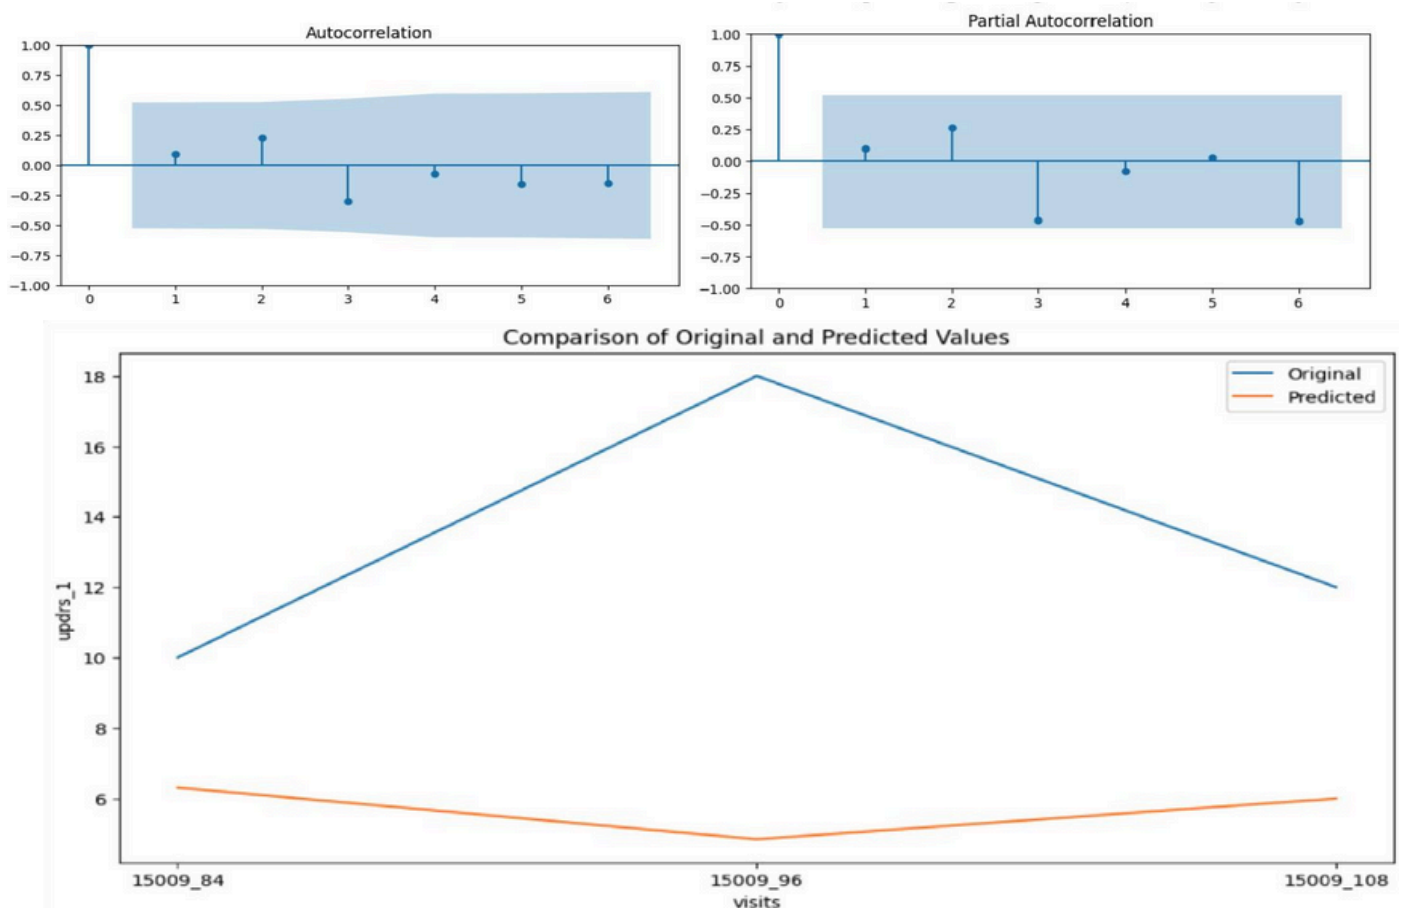 Autocorrelation
1.00
0.75
0.50
0.25
0.00
−0.25
−0.50
−0.75
−1.00
0 1 2 3 4 5 6
Partial Autocorrelation
1.00
0.75
0.50
0.25
0.00
−0.25
−0.50
−0.75
−1.00
0 1 2 3 4 5 6
Comparison of Original and Predicted Values
Original
Predicted
updrs_1
18
16
14
12
10
8
6
15009_84 15009_96 15009_108
visits